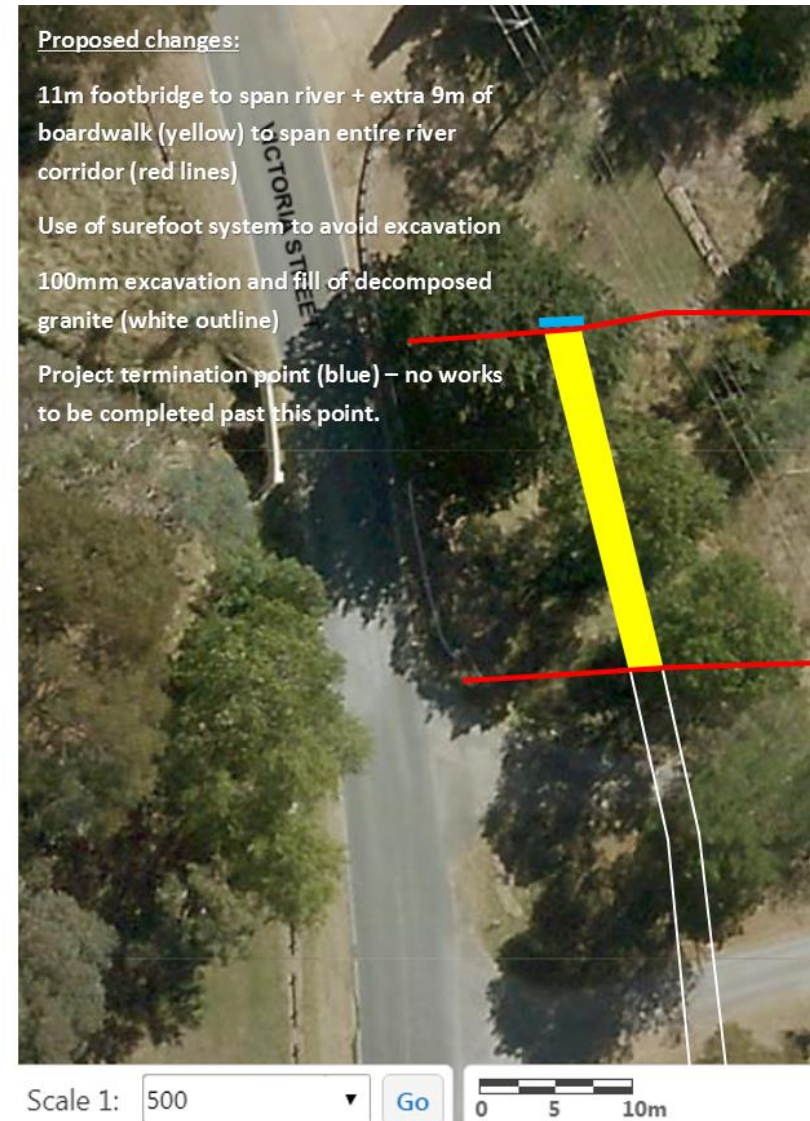 Proposed changes:
11m footbridge to span river + extra 9m of
boardwalk (yellow) to span entire river
corridor (red lines)
Use of surefoot system to avoid excavation
100mm excavation and fill of decomposed
granite (white outline)
Project termination point (blue) – no works
to be completed past this point.
VICTORIA STREET
Scale 1: 500 Go
0 5 10m